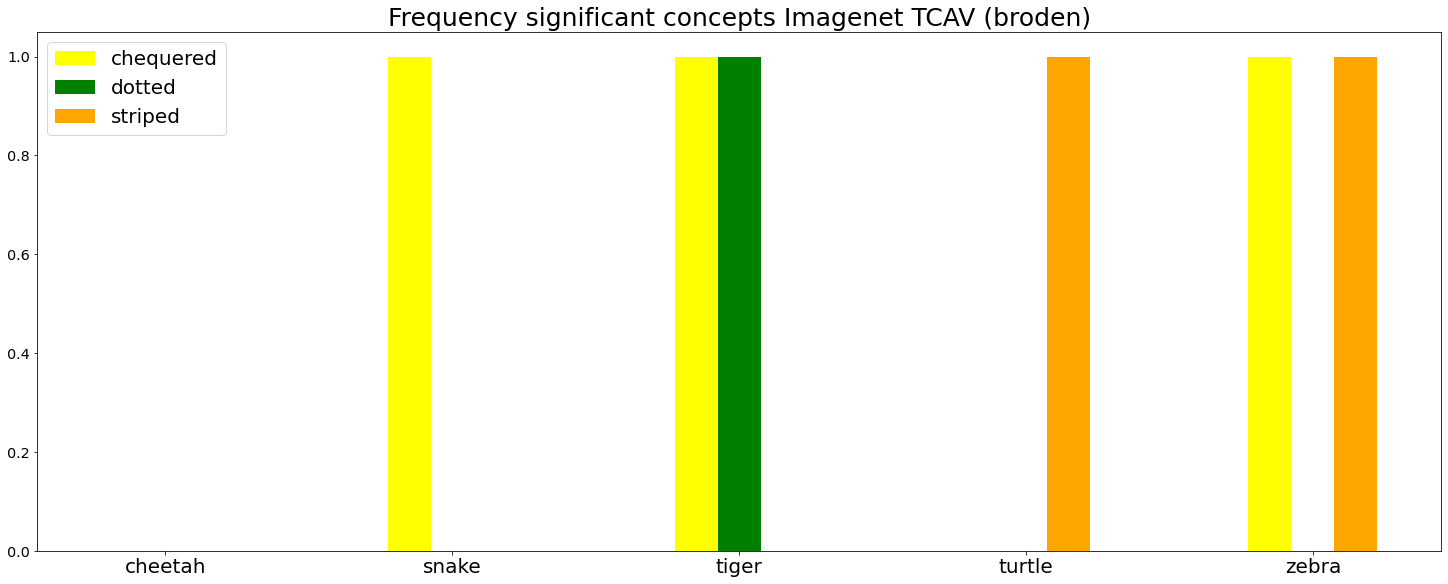 Frequency significant concepts Imagenet TCAV (broden)
chequered
dotted
striped
1.0
0.8
0.6
0.4
0.2
0.0
cheetah snake tiger turtle zebra